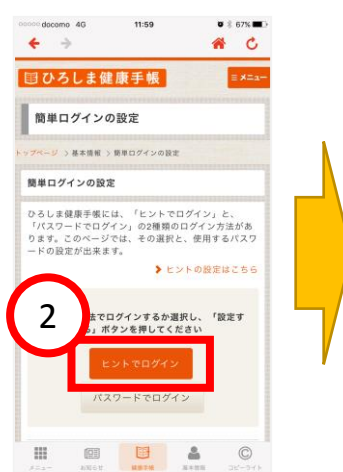 docomo 4G 11:59 67%
ひろしま健康手帳
≡ メニュー
簡単ログインの設定
トップページ > 基本情報 > 簡単ログインの設定
簡単ログインの設定
ひろしま健康手帳には、「ヒントでログイン」と、
「パスワードでログイン」の2種類のログイン方法があ
ります。このページでは、その選択と、使用するパスワ
ードの設定が出来ます。
ヒントの設定はこちら
2
法でログインするか選択し、「設定す
」ボタンを押してください
ヒントでログイン
パスワードでログイン
メニュー お知らせ 健康手帳 基本情報 コピーライト